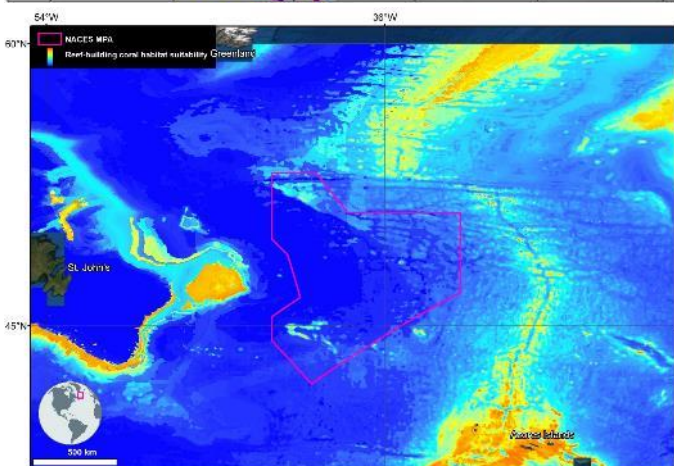 54°W 36°W
60°N
NACES MPA
Reef-building coral habitat suitability
Greenland
St. John's
45°N
Azores Islands
500 km